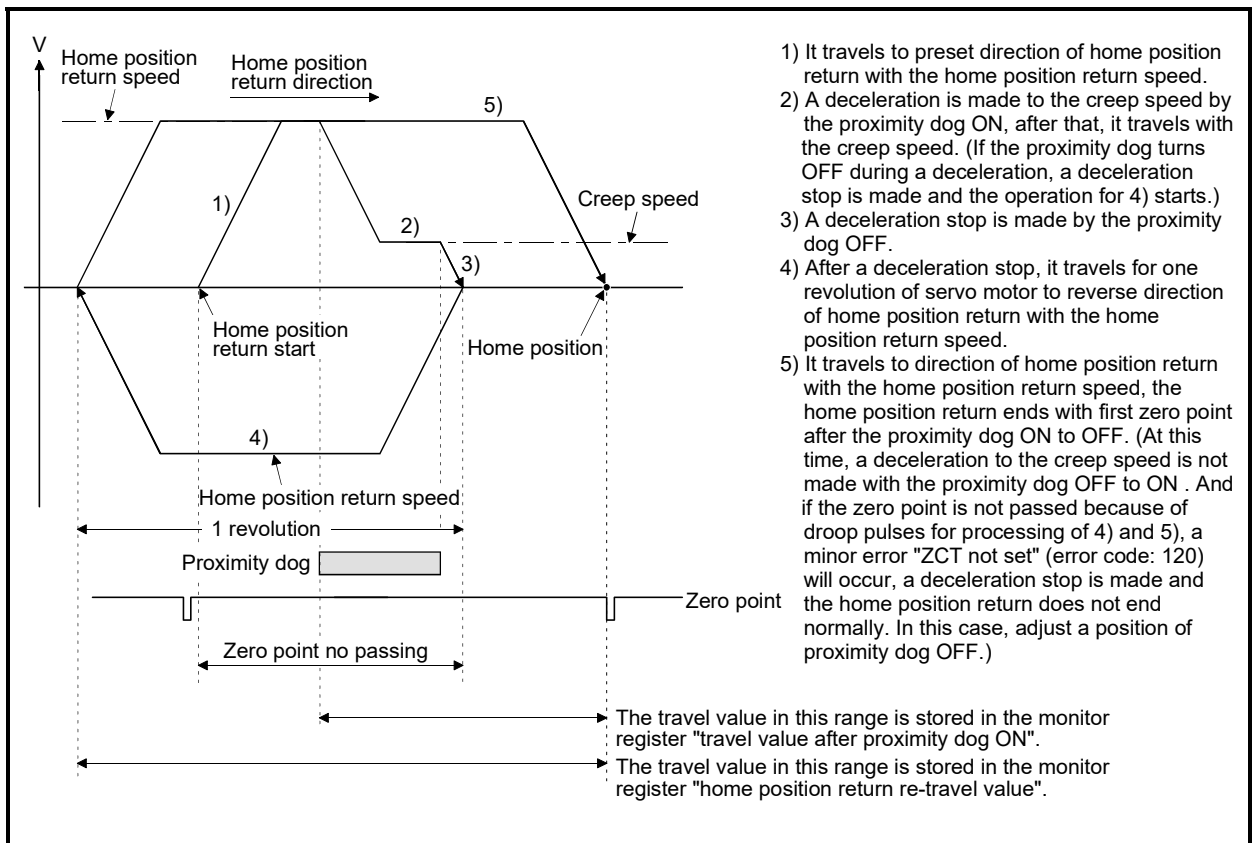 V
Home position
return speed
Home position
return direction
5)
1)
2)
Creep speed
3)
Home position
return start
Home position
4)
Home position return speed
1 revolution
Proximity dog
Zero point
Zero point no passing
The travel value in this range is stored in the monitor
register "travel value after proximity dog ON".
The travel value in this range is stored in the monitor
register "home position return re-travel value".
1) It travels to preset direction of home position
return with the home position return speed.
2) A deceleration is made to the creep speed by
the proximity dog ON, after that, it travels with
the creep speed. (If the proximity dog turns
OFF during a deceleration, a deceleration
stop is made and the operation for 4) starts.)
3) A deceleration stop is made by the proximity
dog OFF.
4) After a deceleration stop, it travels for one
revolution of servo motor to reverse direction
of home position return with the home
position return speed.
5) It travels to direction of home position return
with the home position return speed, the
home position return ends with first zero point
after the proximity dog ON to OFF. (At this
time, a deceleration to the creep speed is not
made with the proximity dog OFF to ON . And
if the zero point is not passed because of
droop pulses for processing of 4) and 5), a
minor error "ZCT not set" (error code: 120)
will occur, a deceleration stop is made and
the home position return does not end
normally. In this case, adjust a position of
proximity dog OFF.)